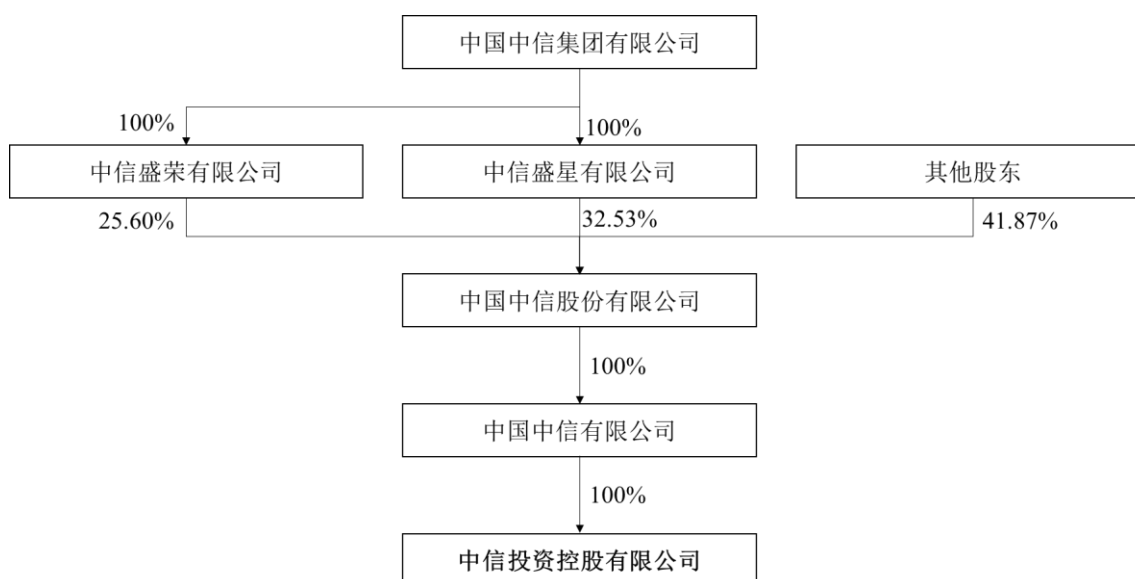 中国中信集团有限公司
100%
100%
中信盛荣有限公司
中信盛星有限公司
其他股东
25.60%
32.53%
41.87%
中国中信股份有限公司
100%
中国中信有限公司
100%
中信投资控股有限公司